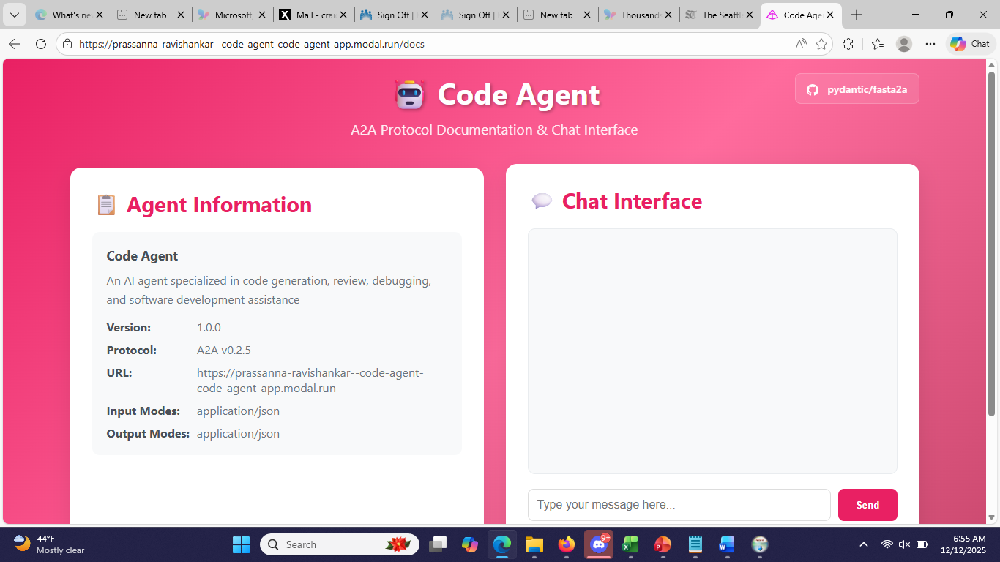 What's ne
New tab
Microsoft,
Mail - craig
Sign Off |
Sign Off |
New tab
Thousands
The Seattle
Code Age
https://prassanna-ravishankar--code-agent-code-agent-app.modal.run/docs
Chat
Code Agent
pydantic/fasta2a
A2A Protocol Documentation & Chat Interface
Agent Information
Code Agent
An AI agent specialized in code generation, review, debugging,
and software development assistance
Version: 1.0.0
Protocol: A2A v0.2.5
URL: https://prassanna-ravishankar--code-agent-
code-agent-app.modal.run
Input Modes: application/json
Output Modes: application/json
Chat Interface
Type your message here...
Send
44°F
Mostly clear
Search
9+
6:55 AM
12/12/2025